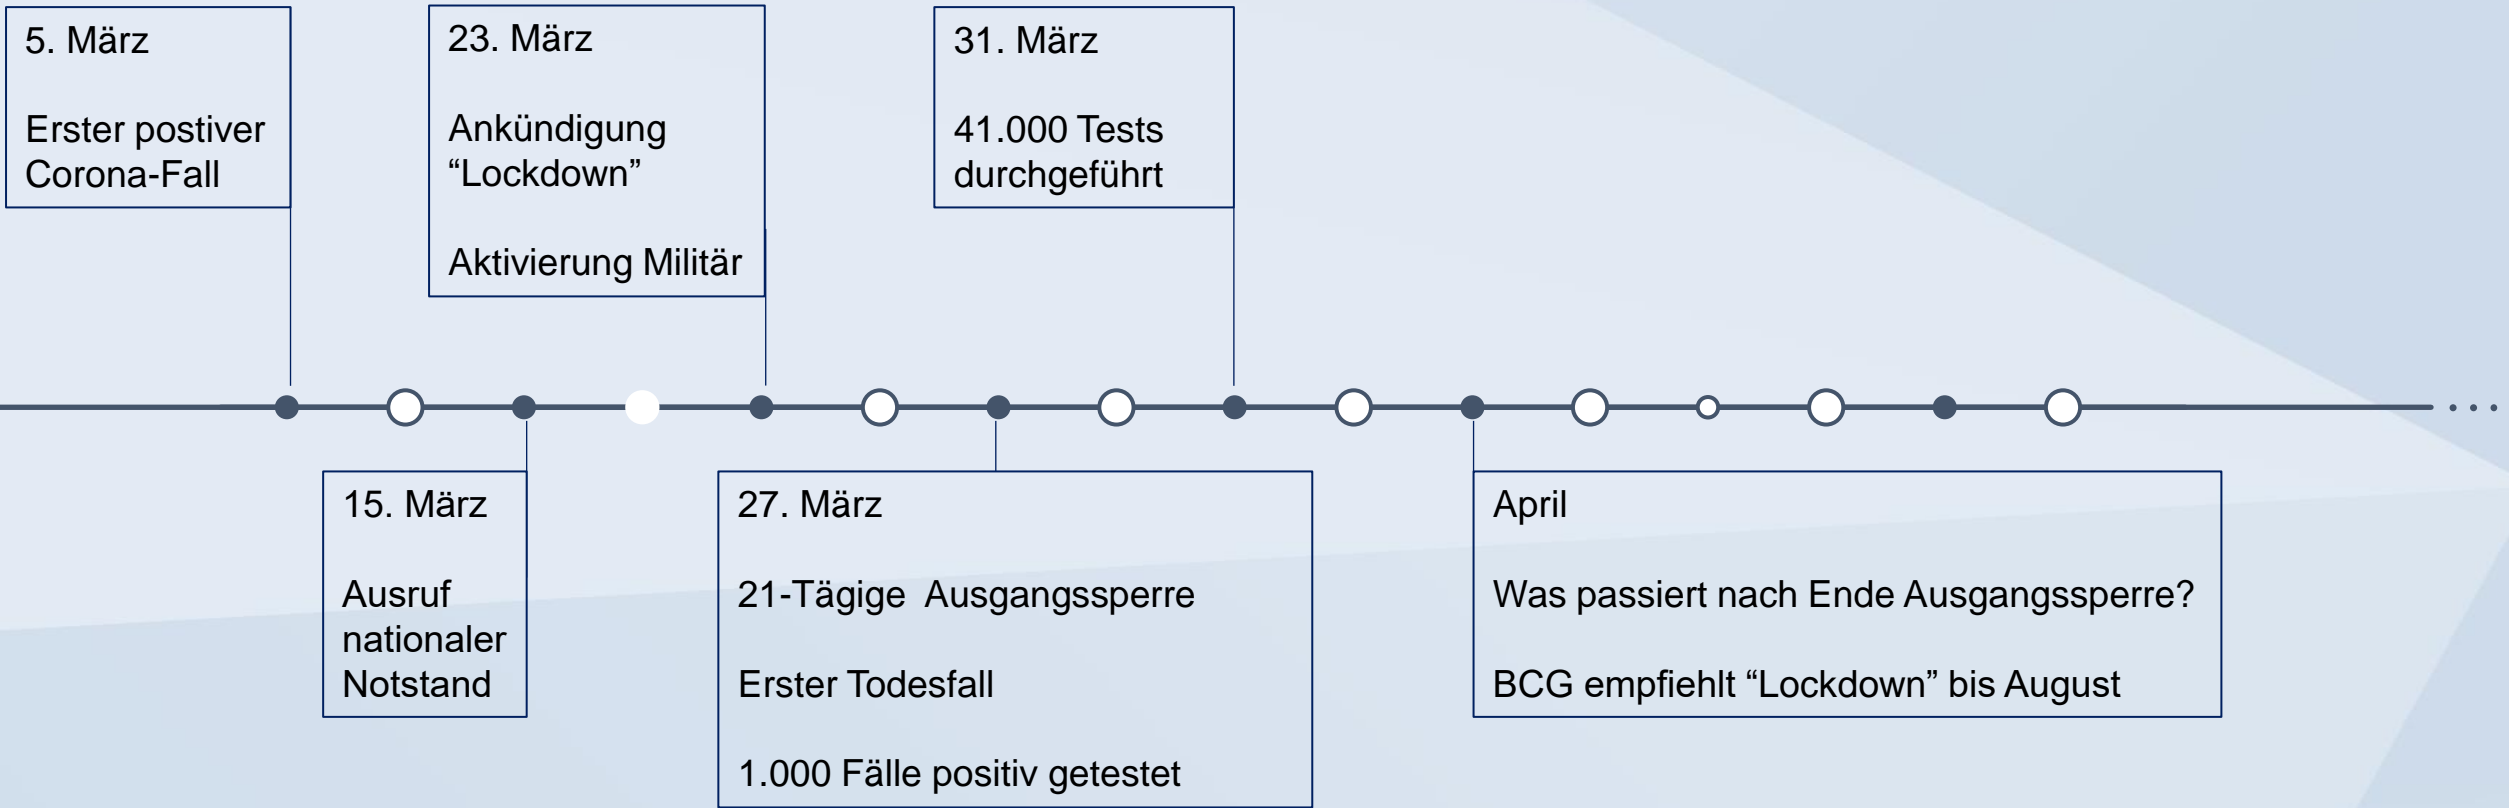 5. März
Erster postiver
Corona-Fall
23. März
Ankündigung
“Lockdown”
Aktivierung Militär
31. März
41.000 Tests
durchgeführt
15. März
Ausruf
nationaler
Notstand
27. März
21-Tägige  Ausgangssperre
Erster Todesfall
1.000 Fälle positiv getestet
April
Was passiert nach Ende Ausgangssperre?
BCG empfiehlt “Lockdown” bis August